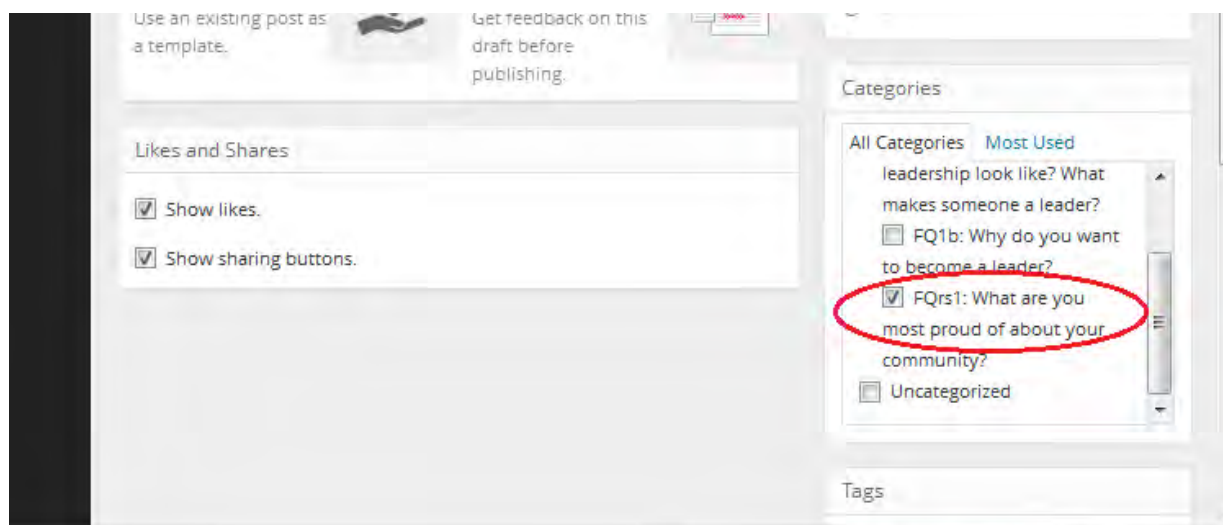 Use an existing post as
a template.
Get feedback on this
draft before
publishing.
Likes and Shares
Show likes.
Show sharing buttons.
Categories
All Categories Most Used
leadership look like? What
makes someone a leader?
FQ1b: Why do you want
to become a leader?
FQrs1: What are you
most proud of about your
community?
Uncategorized
Tags